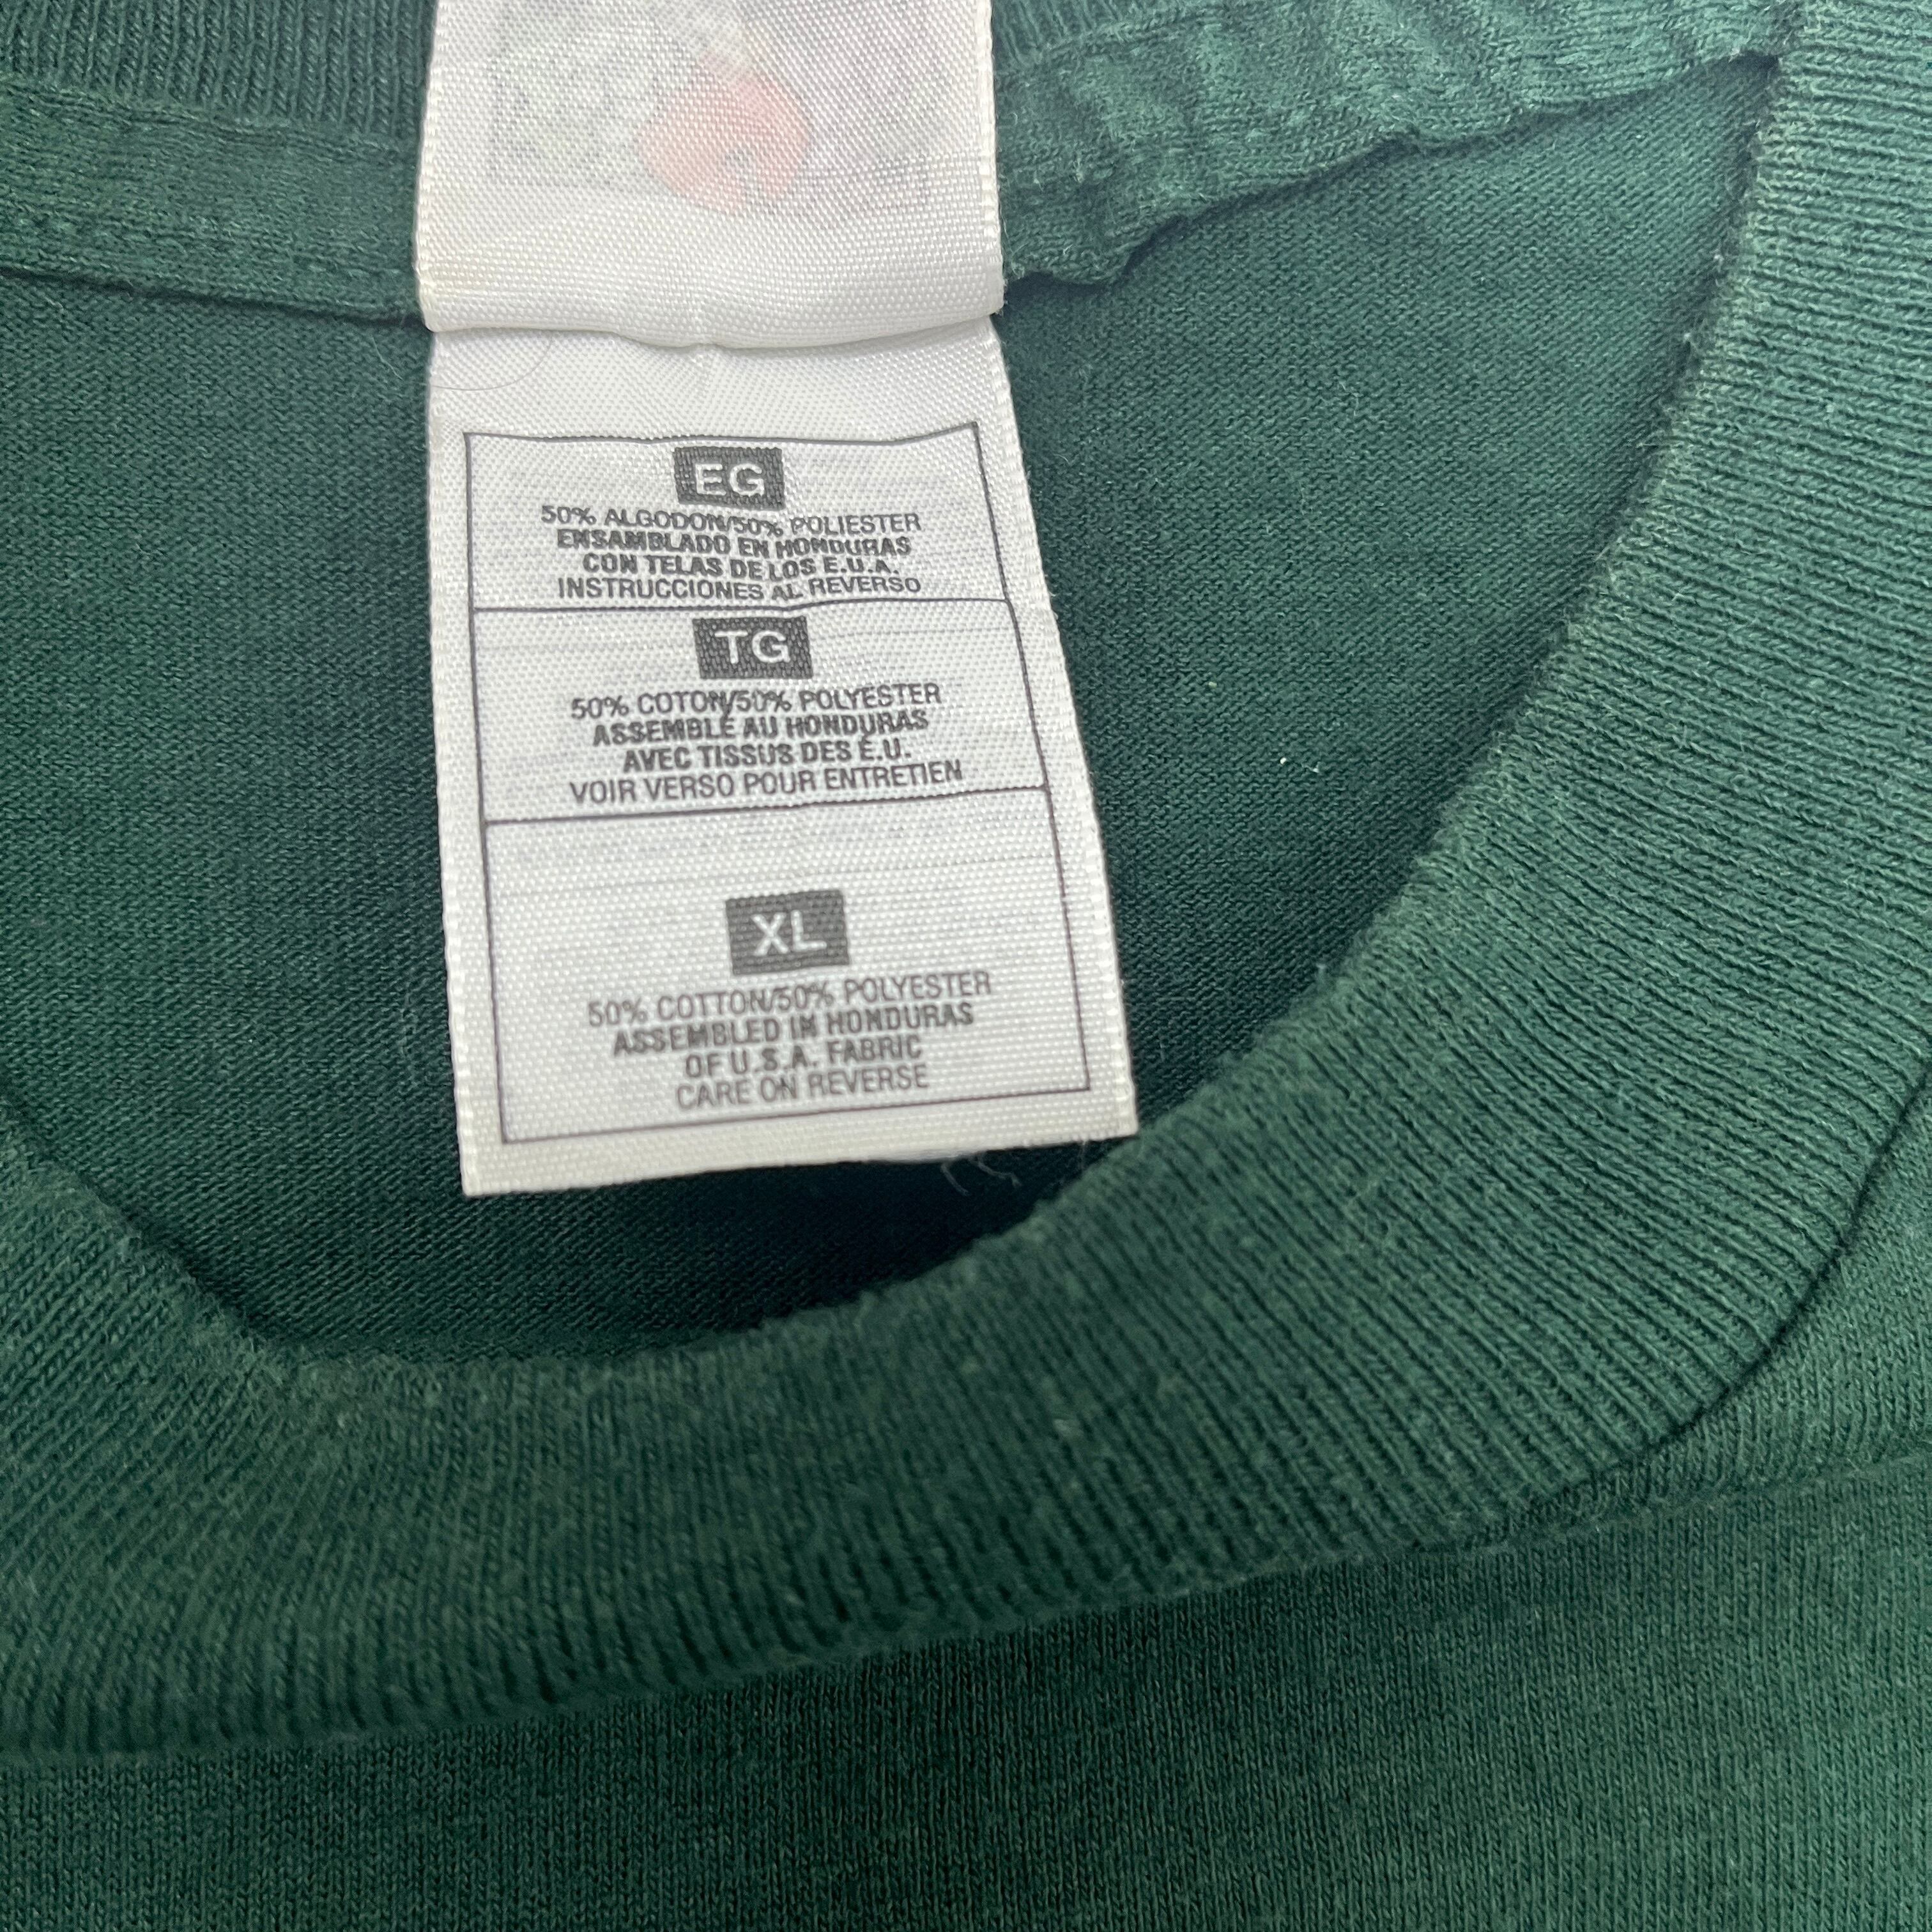 EG
50% ALGODON/50% POLIESTER
ENSAMBLADO EN HONDURAS
CON TELAS DE LOS E.U.A.
INSTRUCCIONES AL REVERSO
TG
50% COTON/50% POLYESTER
ASSEMBLÉ AU HONDURAS
AVEC TISSUS DES É.U.
VOIR VERSO POUR ENTRETIEN
XL
50% COTTON/50% POLYESTER
ASSEMBLED IN HONDURAS
OF U.S.A. FABRIC
CARE ON REVERSE